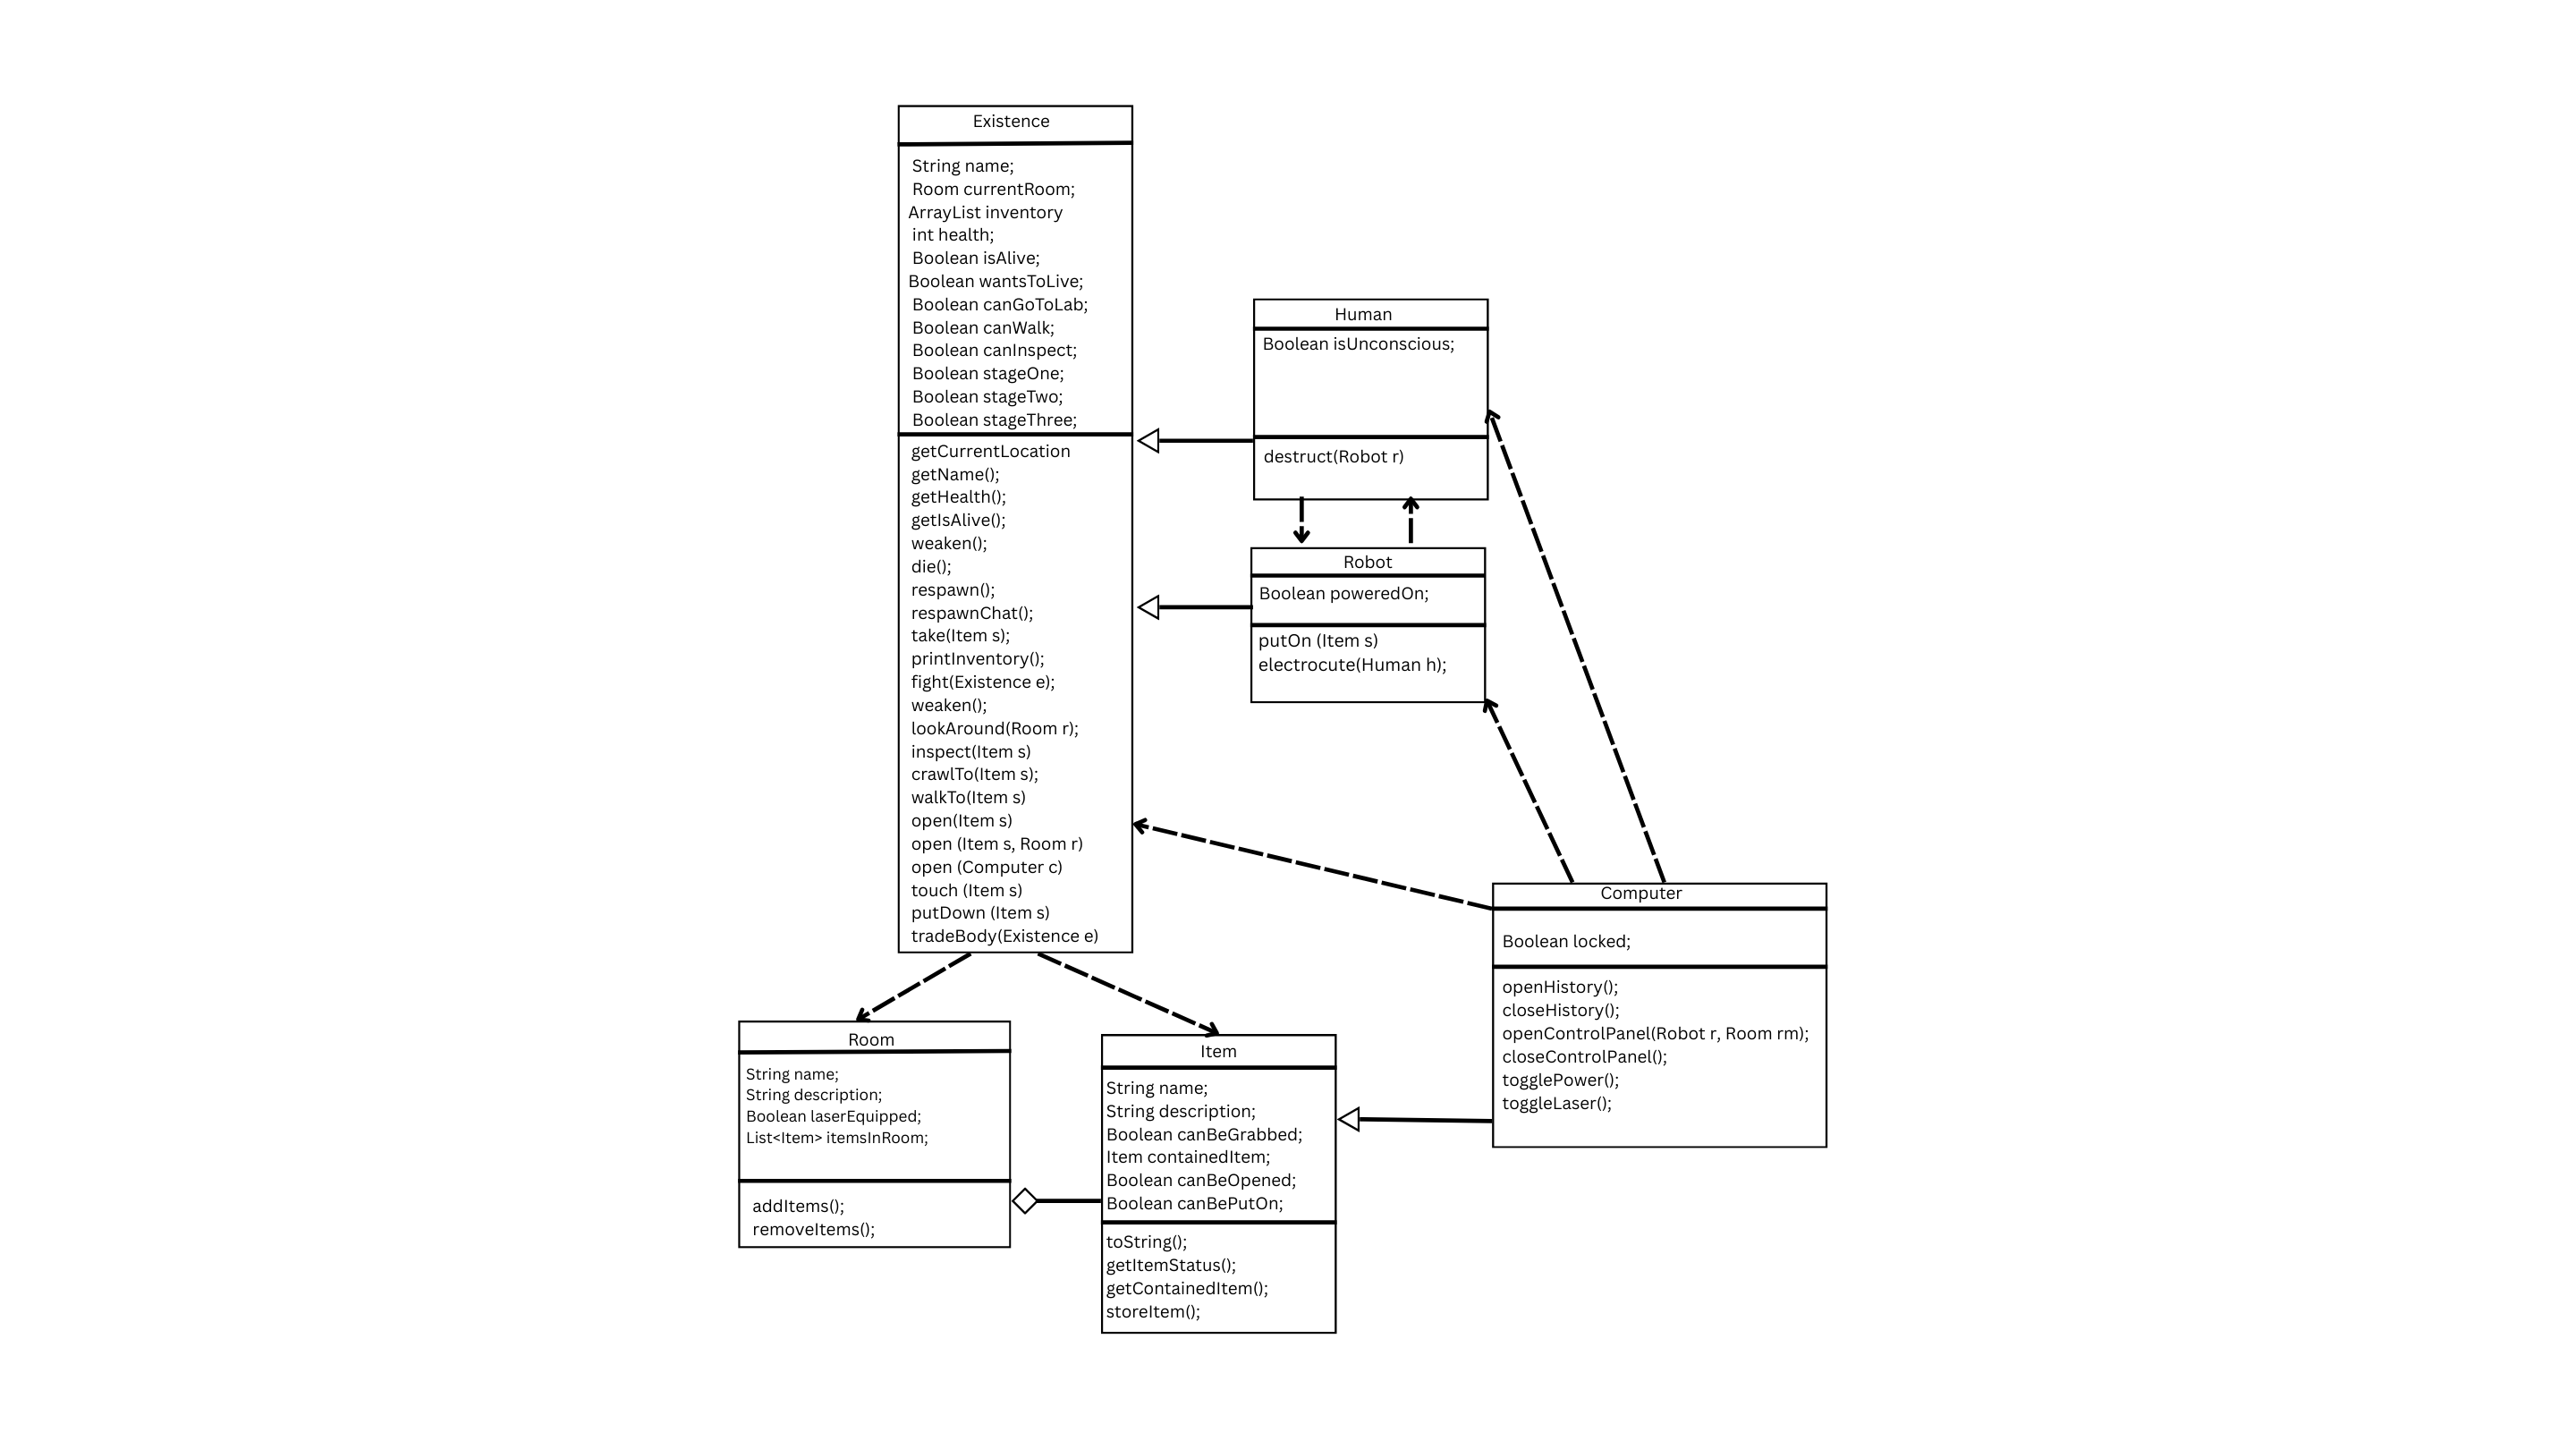 Existence
String name;
Room currentRoom;
ArrayList inventory
int health;
Boolean isAlive;
Boolean wantsToLive;
Boolean canGoToLab;
Boolean canWalk;
Boolean canInspect;
Boolean stageOne;
Boolean stageTwo;
Boolean stageThree;
getCurrentLocation
getName();
getHealth();
getIsAlive();
weaken();
die();
respawn();
respawnChat();
take(Item s);
printInventory();
fight(Existence e);
weaken();
lookAround(Room r);
inspect(Item s)
crawlTo(Item s);
walkTo(Item s)
open(Item s)
open (Item s, Room r)
open (Computer c)
touch (Item s)
putDown (Item s)
tradeBody(Existence e)
Human
Boolean isUnconscious;
destruct(Robot r)
Robot
Boolean poweredOn;
putOn (Item s)
electrocute(Human h);
Computer
Boolean locked;
openHistory();
closeHistory();
openControlPanel(Robot r, Room rm);
closeControlPanel();
togglePower();
toggleLaser();
Room
String name;
String description;
Boolean laserEquipped;
List<Item> itemsInRoom;
addItems();
removeItems();
Item
String name;
String description;
Boolean canBeGrabbed;
Item containedItem;
Boolean canBeOpened;
Boolean canBePutOn;
toString();
getItemStatus();
getContainedItem();
storeItem();